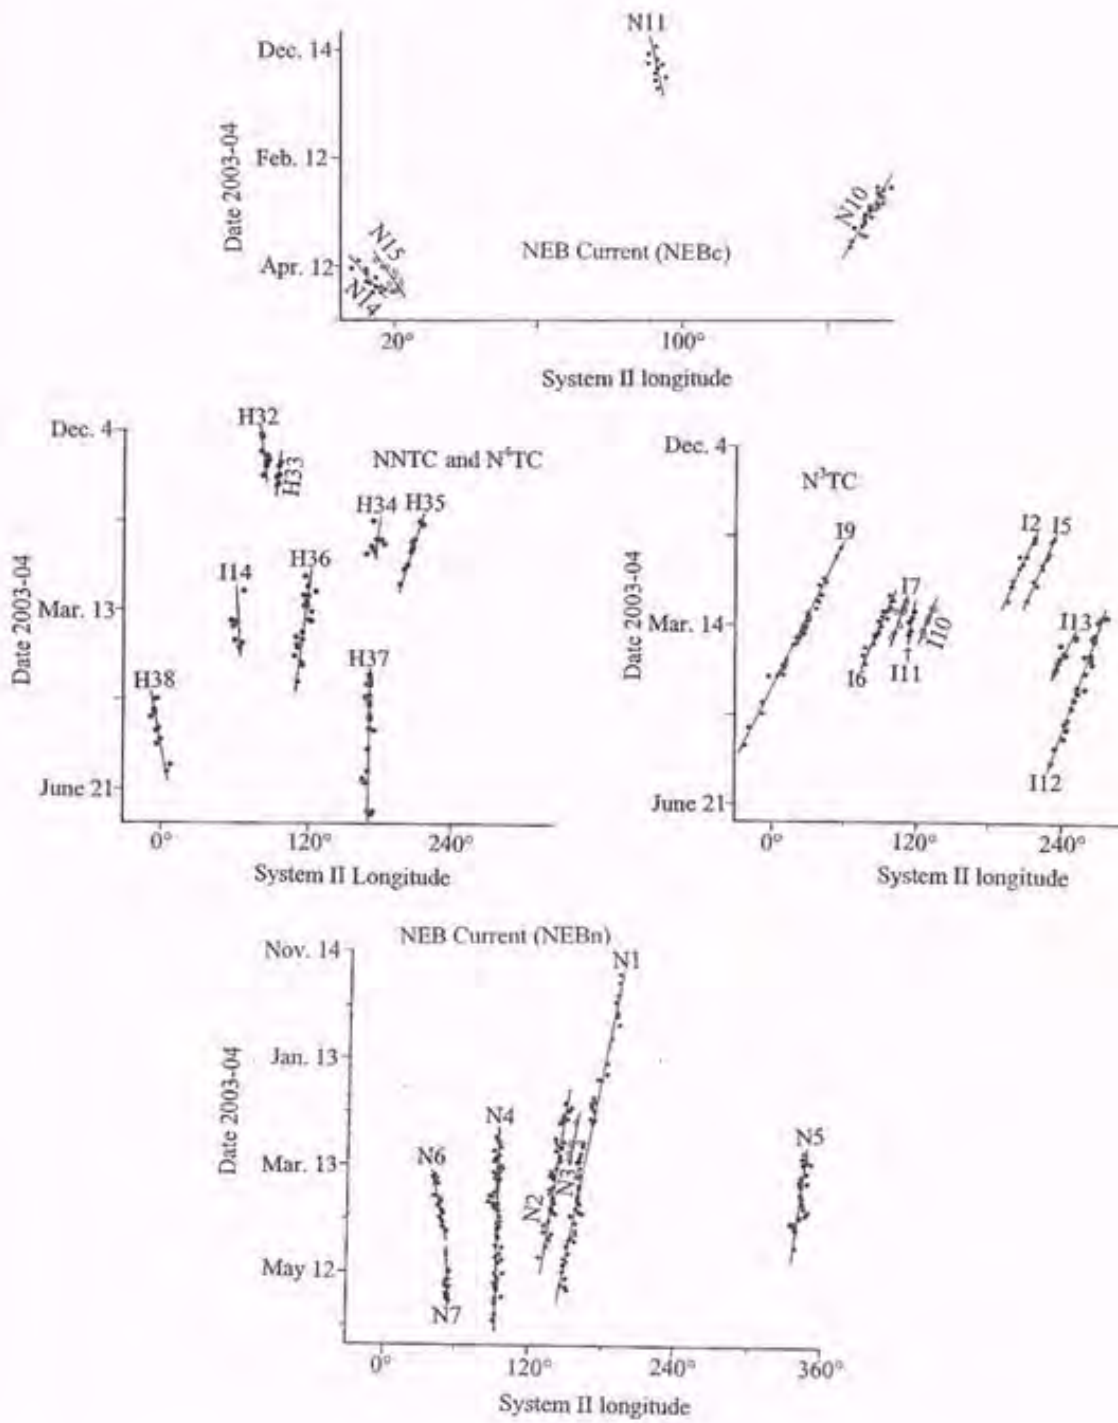 N11
Dec. 14
Feb. 12
Apr. 12
Date 2003-04
N15
N14
N10
NEB Current (NEBc)
20°
100°
System II longitude
Dec. 4
Mar. 13
June 21
Date 2003-04
H32
H33
NNTC and N⁴TC
H34
H35
I14
H36
H37
H38
0°
120°
240°
System II Longitude
Dec. 4
Mar. 14
June 21
Date 2003-04
N³TC
I9
I2
I5
I7
I6
I11
I10
I13
I12
0°
120°
240°
System II longitude
NEB Current (NEBn)
Nov. 14
Jan. 13
Mar. 13
May 12
Date 2003-04
N1
N4
N6
N2
N3
N5
N7
0°
120°
240°
360°
System II longitude